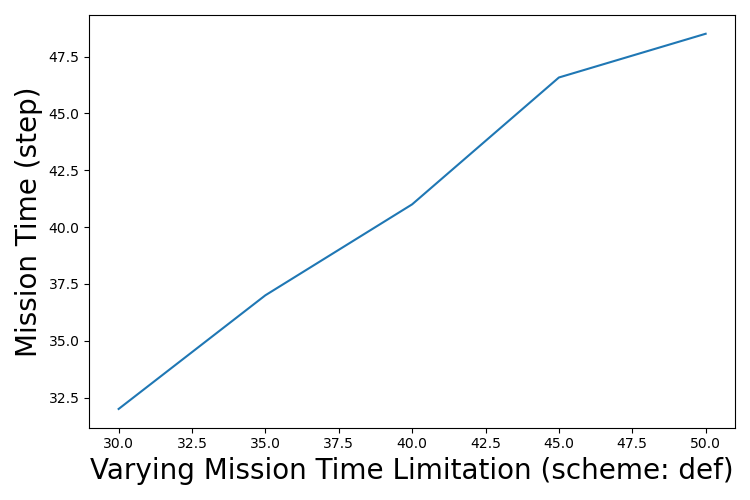 Mission Time (step)
47.5
45.0
42.5
40.0
37.5
35.0
32.5
30.0 32.5 35.0 37.5 40.0 42.5 45.0 47.5 50.0
Varying Mission Time Limitation (scheme: def)